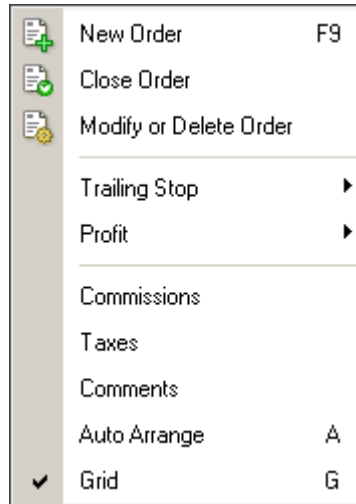 New Order F9
Close Order
Modify or Delete Order
Trailing Stop
Profit
Commissions
Taxes
Comments
Auto Arrange A
Grid G